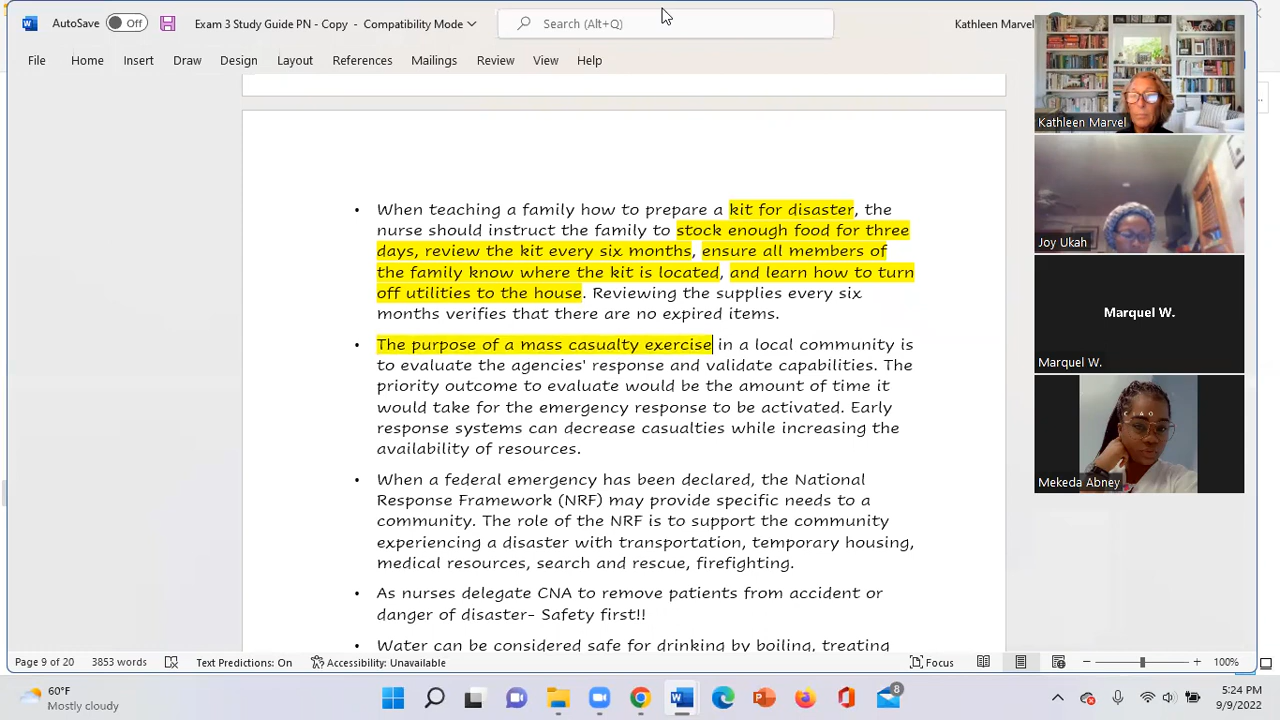 AutoSave Off Exam 3 Study Guide PN - Copy - Compatibility Mode Search (Alt+Q) Kathleen Marvel
File Home Insert Draw Design Layout References Mailings Review View Help
Kathleen Marvel
Joy Ukah
Marquel W.
Marquel W.
CIAO
Mekeda Abney
• When teaching a family how to prepare a kit for disaster, the
nurse should instruct the family to stock enough food for three
days, review the kit every six months, ensure all members of
the family know where the kit is located, and learn how to turn
off utilities to the house. Reviewing the supplies every six
months verifies that there are no expired items.
• The purpose of a mass casualty exercise in a local community is
to evaluate the agencies' response and validate capabilities. The
priority outcome to evaluate would be the amount of time it
would take for the emergency response to be activated. Early
response systems can decrease casualties while increasing the
availability of resources.
• When a federal emergency has been declared, the National
Response Framework (NRF) may provide specific needs to a
community. The role of the NRF is to support the community
experiencing a disaster with transportation, temporary housing,
medical resources, search and rescue, firefighting.
• As nurses delegate CNA to remove patients from accident or
danger of disaster- Safety first!!
• Water can be considered safe for drinking by boiling, treating
Page 9 of 20 3853 words Text Predictions: On Accessibility: Unavailable Focus 100%
60°F
Mostly cloudy
8
5:24 PM
9/9/2022